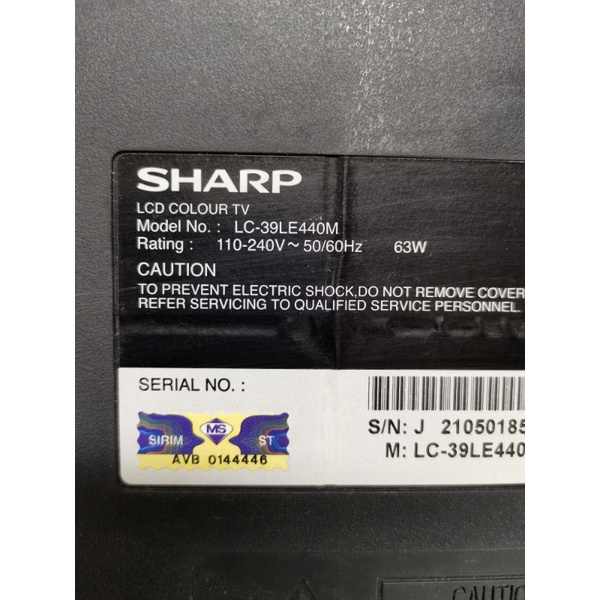 SHARP
LCD COLOUR TV
Model No. : LC-39LE440M
Rating : 110-240V~50/60Hz 63W
CAUTION
TO PREVENT ELECTRIC SHOCK,DO NOT REMOVE COVER
REFER SERVICING TO QUALIFIED SERVICE PERSONNEL.
SERIAL NO. :
S/N: J 21050185
M: LC-39LE440
SIRIM MS ST
AVB 0144446